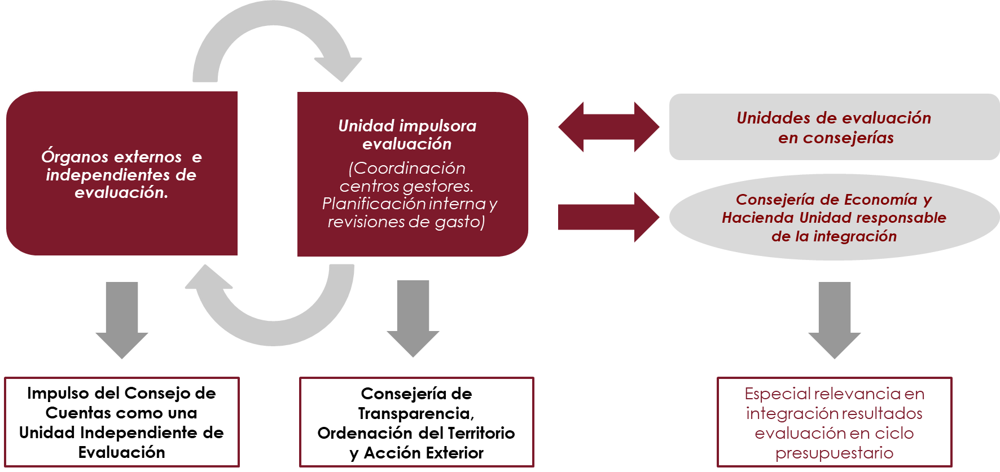 Órganos externos e
independientes de
evaluación.
Unidad impulsora
evaluación
(Coordinación
centros gestores.
Planificación interna y
revisiones de gasto)
Unidades de evaluación
en consejerías
Consejería de Economía y
Hacienda Unidad responsable
de la integración
Impulso del Consejo de
Cuentas como una
Unidad Independiente de
Evaluación
Consejería de
Transparencia,
Ordenación del Territorio
y Acción Exterior
Especial relevancia en
integración resultados
evaluación en ciclo
presupuestario